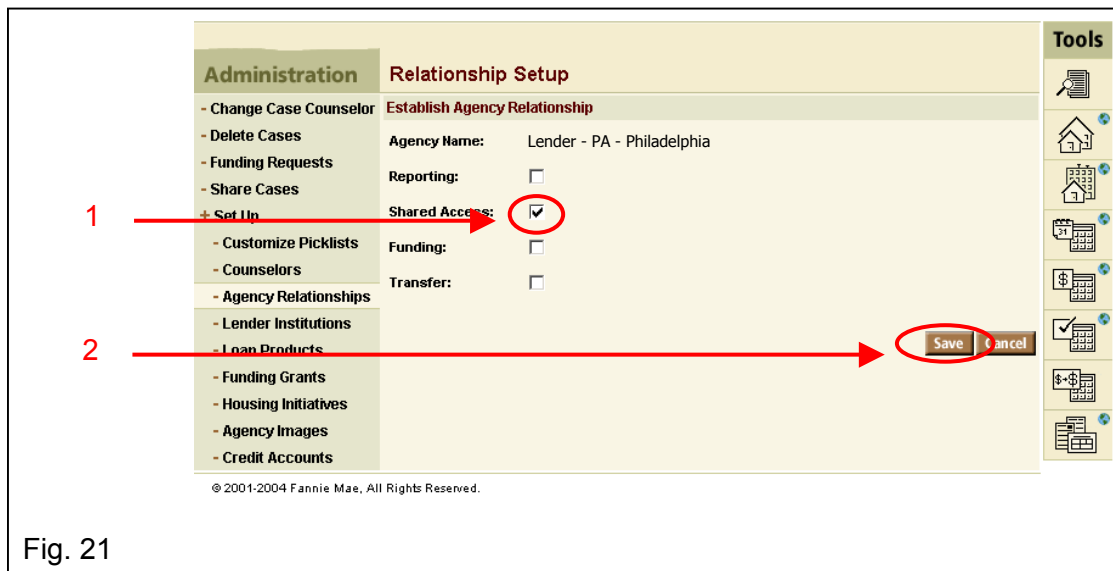 Tools
Administration
Relationship Setup
- Change Case Counselor
Establish Agency Relationship
- Delete Cases
Agency Name: Lender - PA - Philadelphia
- Funding Requests
Reporting:
- Share Cases
1
+ Set Up
Shared Access:
- Customize Picklists
Funding:
- Counselors
Transfer:
- Agency Relationships
- Lender Institutions
2
- Loan Products
Save Cancel
- Funding Grants
- Housing Initiatives
- Agency Images
- Credit Accounts
© 2001-2004 Fannie Mae, All Rights Reserved.
Fig. 21